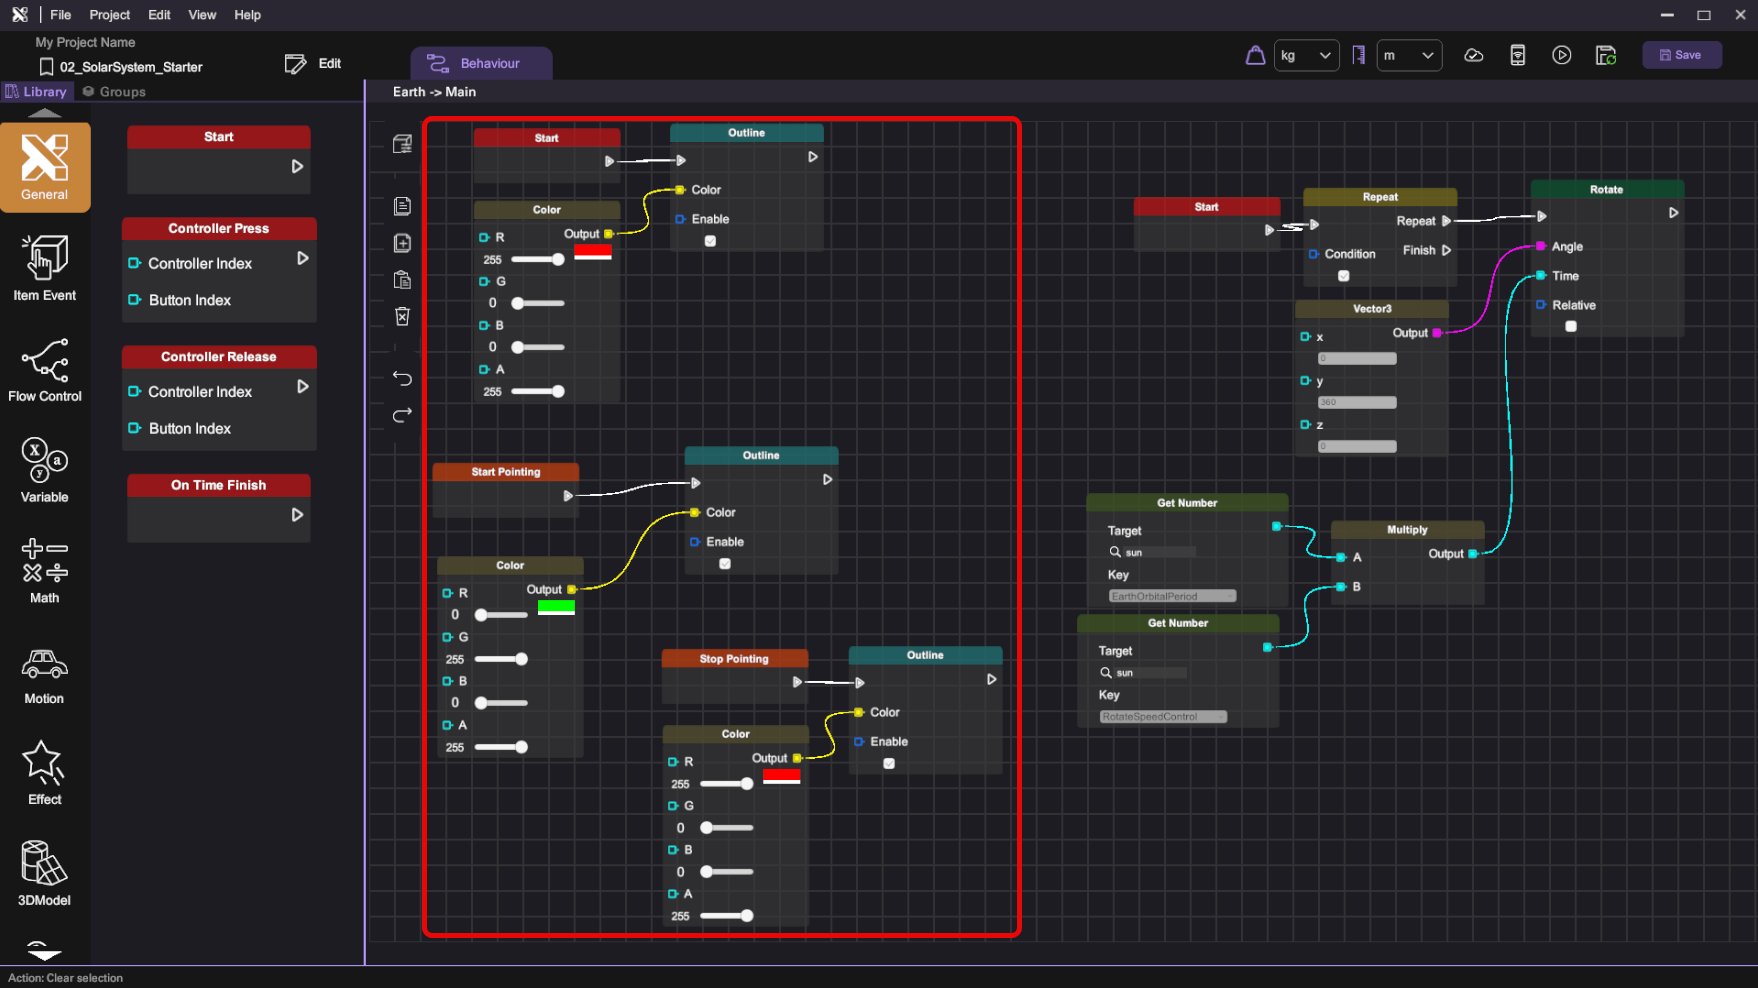 File Project Edit View Help
My Project Name
02_SolarSystem_Starter
Edit
Behaviour
kg
m
Save
Library
Groups
Earth -> Main
General
Item Event
Flow Control
Variable
Math
Motion
Effect
3DModel
Start
Controller Press
Controller Index
Button Index
Controller Release
Controller Index
Button Index
On Time Finish
Start
Outline
Color
Enable
Color
R
Output
255
G
0
B
0
A
255
Start Pointing
Outline
Color
Enable
Color
R
Output
0
G
255
B
0
A
255
Stop Pointing
Outline
Color
Enable
Color
R
Output
255
G
0
B
0
A
255
Start
Repeat
Repeat
Condition
Finish
Rotate
Angle
Time
Relative
Vector3
x
Output
0
y
360
z
0
Get Number
Target
sun
Key
EarthOrbitalPeriod
Multiply
A
Output
B
Get Number
Target
sun
Key
RotateSpeedControl
Action: Clear selection